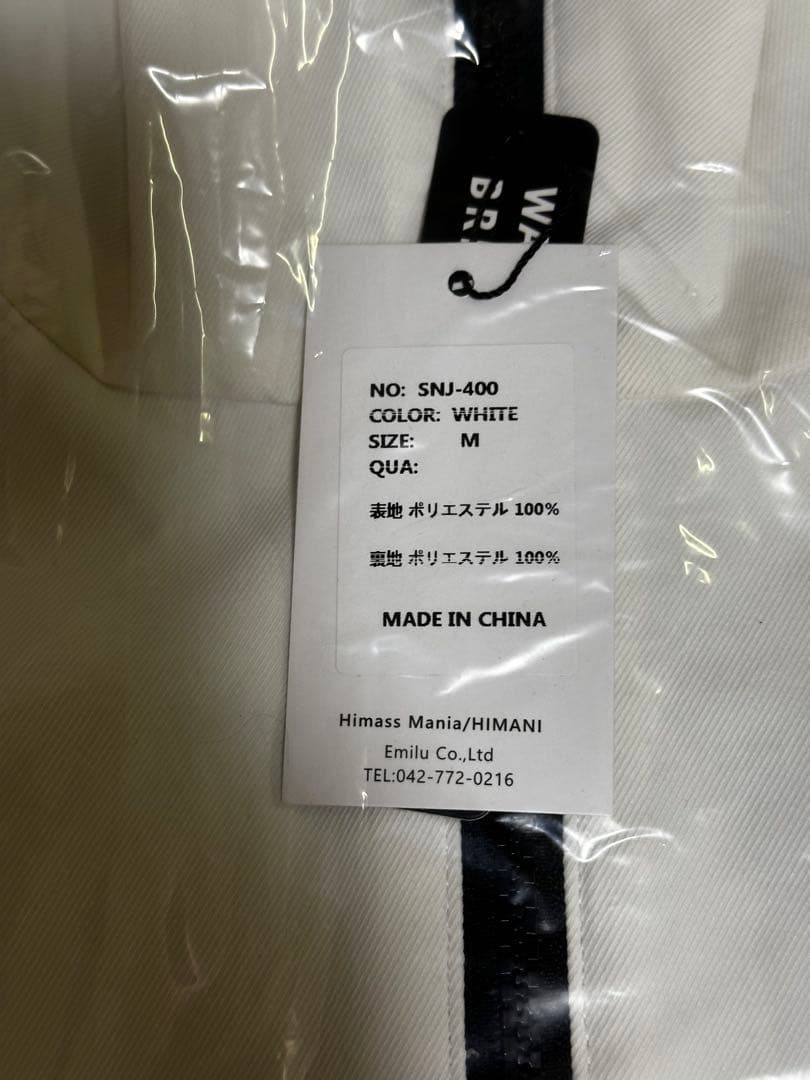 NO: SNJ-400
COLOR: WHITE
SIZE: M
QUA:
表地 ポリエステル 100%
裏地 ポリエステル 100%
MADE IN CHINA
Himass Mania/HIMANI
Emilu Co.,Ltd
TEL:042-772-0216